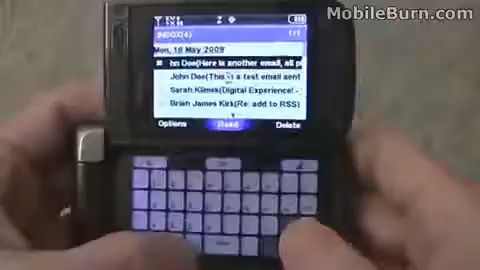 MobileBurn.com
INBOX(4) 1/1
Mon, 18 May 2009
hn Doe(Here is another email, all pl
John Doe(This is a test email sent
Sarah Klimek(Digital Experience! -
Brian James Kirk(Re: add to RSS)
Options Read Delete